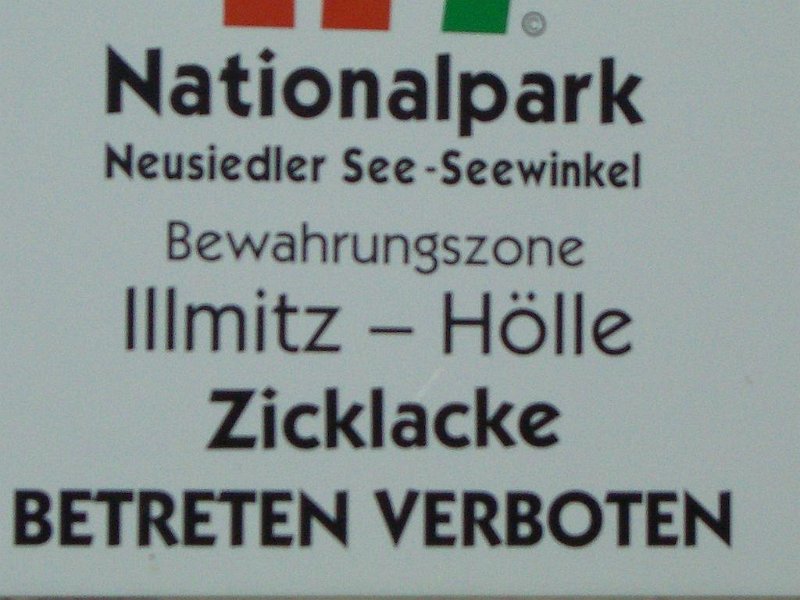 ©
Nationalpark
Neusiedler See-Seewinkel
Bewahrungszone
Illmitz – Hölle
Zicklacke
BETRETEN VERBOTEN